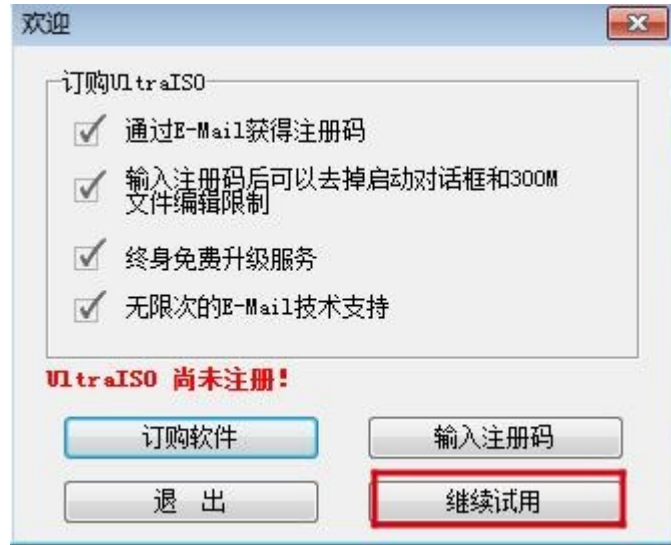 欢迎
订购UltraISO
通过E-Mail获得注册码
输入注册码后可以去掉启动对话框和300M
文件编辑限制
终身免费升级服务
无限次的E-Mail技术支持
UltraISO 尚未注册!
订购软件
输入注册码
退 出
继续试用